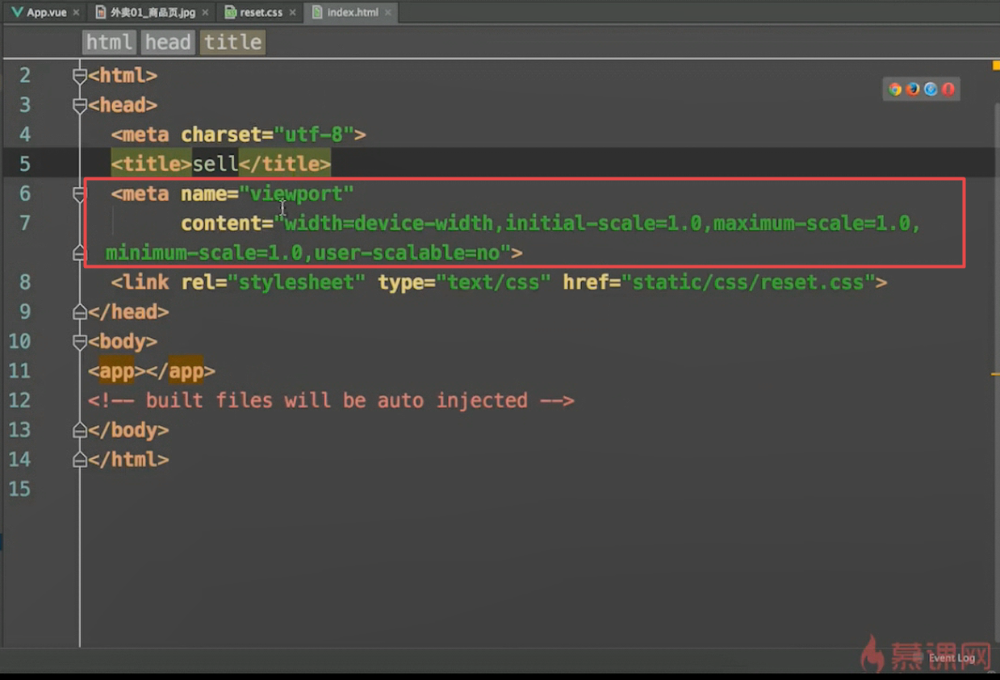 App.vue × 外卖01_商品页.jpg × reset.css × index.html ×
html head title
2 <html>
3 <head>
4 <meta charset="utf-8">
5 <title>sell</title>
6 <meta name="viewport"
7 content="width=device-width,initial-scale=1.0,maximum-scale=1.0,
minimum-scale=1.0,user-scalable=no">
8 <link rel="stylesheet" type="text/css" href="static/css/reset.css">
9 </head>
10 <body>
11 <app></app>
12 <!-- built files will be auto injected -->
13 </body>
14 </html>
15
慕课网
Event Log